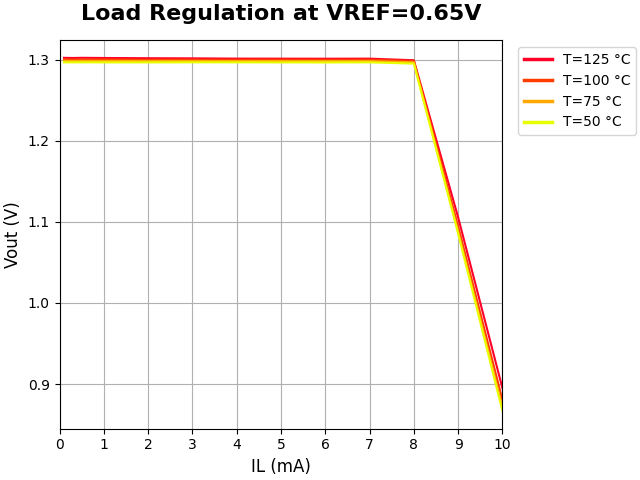 Load Regulation at VREF=0.65V
1.3
1.2
1.1
1.0
0.9
Vout (V)
0 1 2 3 4 5 6 7 8 9 10
IL (mA)
T=125 °C
T=100 °C
T=75 °C
T=50 °C